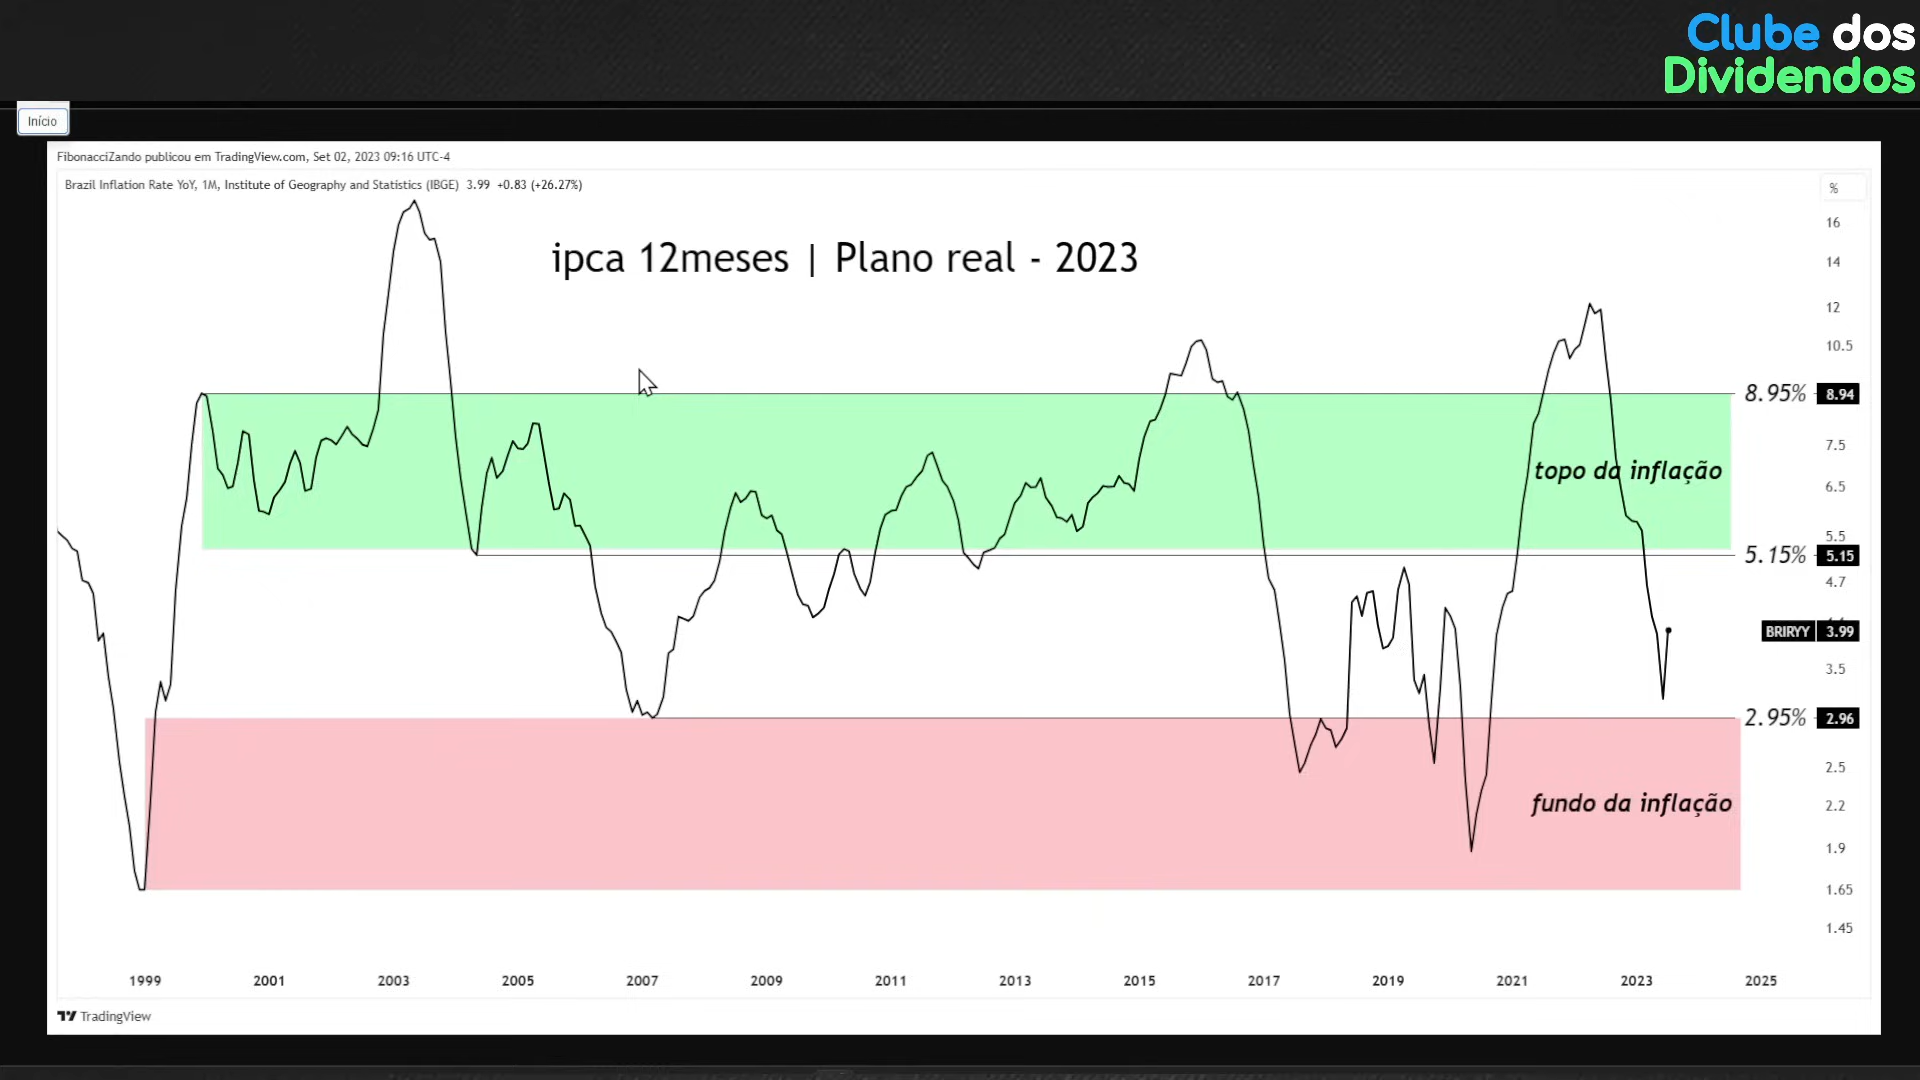 Clube dos
Dividendos
Início
FibonacciZando publicou em TradingView.com, Set 02, 2023 09:16 UTC-4
Brazil Inflation Rate YoY, 1M, Institute of Geography and Statistics (IBGE) 3.99 +0.83 (+26.27%)
%
ipca 12meses | Plano real - 2023
16
14
12
10.5
8.95% 8.94
7.5
topo da inflação
6.5
5.5
5.15% 5.15
4.7
BRIRYY 3.99
3.5
2.95% 2.96
2.5
fundo da inflação
2.2
1.9
1.65
1.45
1999 2001 2003 2005 2007 2009 2011 2013 2015 2017 2019 2021 2023 2025
TradingView